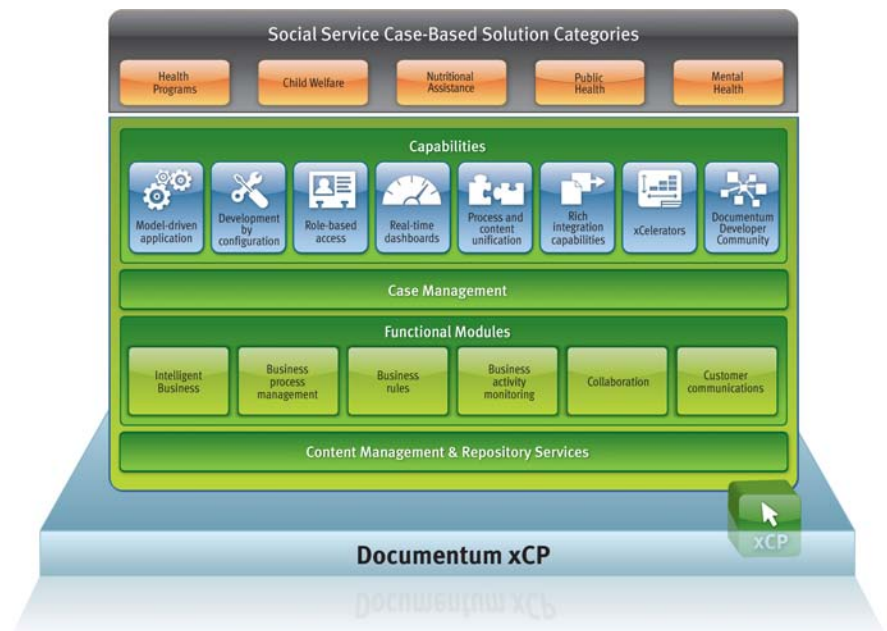 Social Service Case-Based Solution Categories
Health
Programs
Child Welfare
Nutritional
Assistance
Public
Health
Mental
Health
Capabilities
Model-driven
application
Development
by
configuration
Role-based
access
Real-time
dashboards
Process and
content
unification
Rich
integration
capabilities
xCelerators
Documentum
Developer
Community
Case Management
Functional Modules
Intelligent
Business
Business
process
management
Business
rules
Business
activity
monitoring
Collaboration
Customer
communications
Content Management & Repository Services
xCP
Documentum xCP